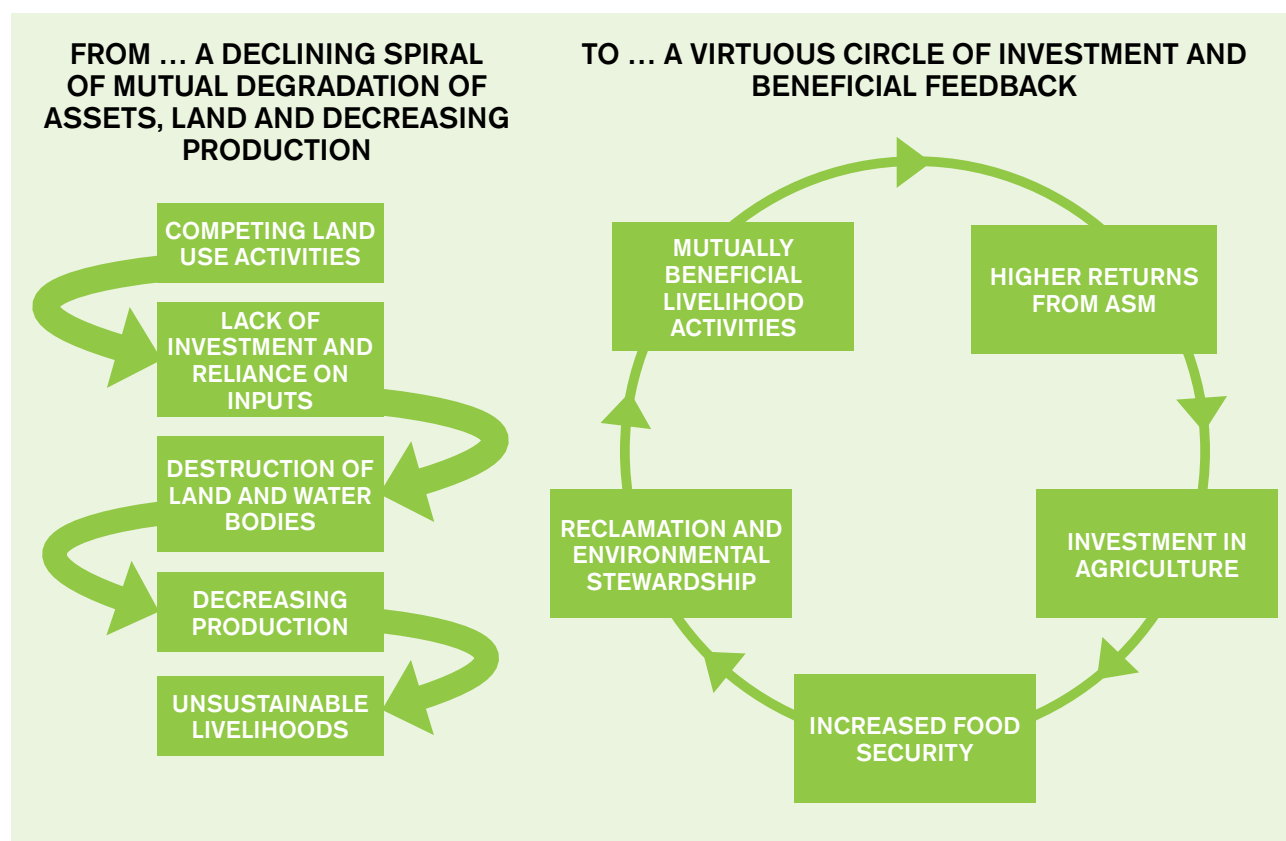 FROM … A DECLINING SPIRAL
OF MUTUAL DEGRADATION OF
ASSETS, LAND AND DECREASING
PRODUCTION
COMPETING LAND
USE ACTIVITIES
LACK OF
INVESTMENT AND
RELIANCE ON
INPUTS
DESTRUCTION OF
LAND AND WATER
BODIES
DECREASING
PRODUCTION
UNSUSTAINABLE
LIVELIHOODS
TO … A VIRTUOUS CIRCLE OF INVESTMENT AND
BENEFICIAL FEEDBACK
MUTUALLY
BENEFICIAL
LIVELIHOOD
ACTIVITIES
HIGHER RETURNS
FROM ASM
INVESTMENT IN
AGRICULTURE
INCREASED FOOD
SECURITY
RECLAMATION AND
ENVIRONMENTAL
STEWARDSHIP